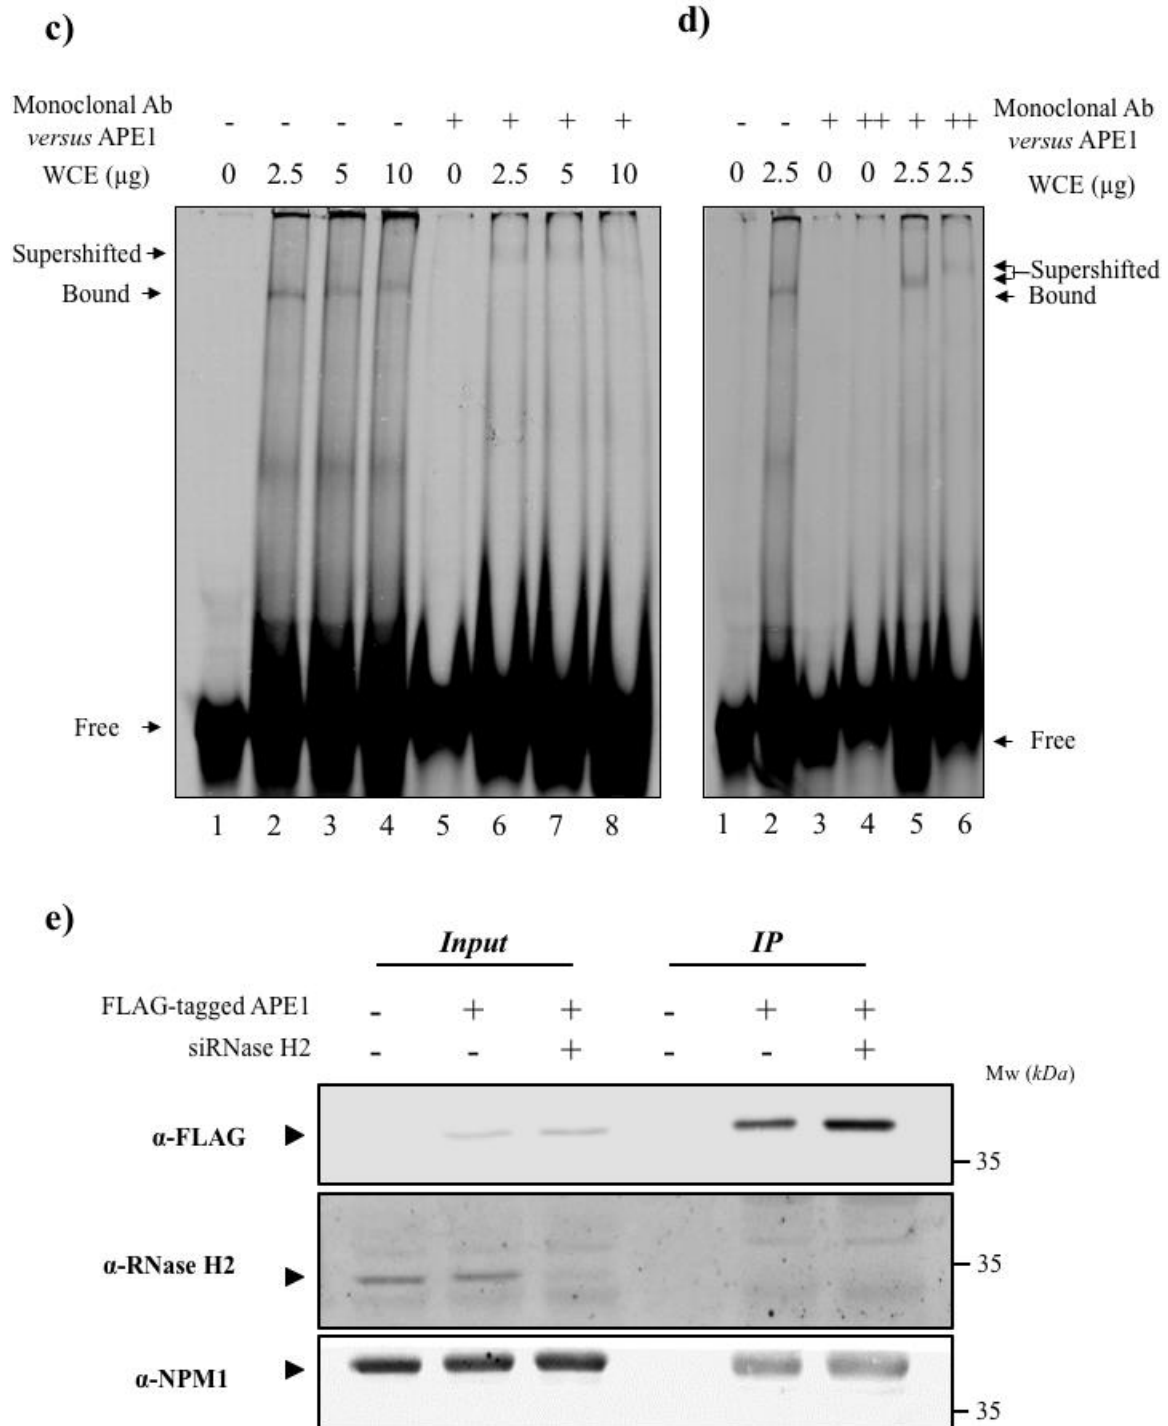 c)
Monoclonal Ab
versus APE1
- - - - + + + +
WCE (µg)
0 2.5 5 10 0 2.5 5 10
Supersifted
Bound
Free
1 2 3 4 5 6 7 8
d)
- - + ++ + ++
Monoclonal Ab
versus APE1
0 2.5 0 0 2.5 2.5
WCE (µg)
Supershifted
Bound
Free
1 2 3 4 5 6
e)
Input IP
FLAG-tagged APE1 - + + - + +
siRNase H2 - - + - - +
Mw (kDa)
α-FLAG
35
α-RNase H2
35
α-NPM1
35